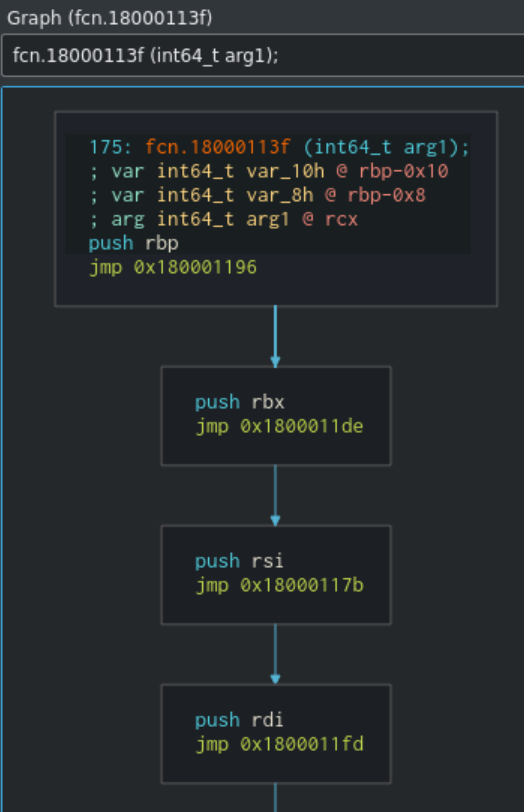 Graph (fcn.18000113f)
fcn.18000113f (int64_t arg1);
175: fcn.18000113f (int64_t arg1);
; var int64_t var_10h @ rbp-0x10
; var int64_t var_8h @ rbp-0x8
; arg int64_t arg1 @ rcx
push rbp
jmp 0x180001196
push rbx
jmp 0x1800011de
push rsi
jmp 0x18000117b
push rdi
jmp 0x1800011fd